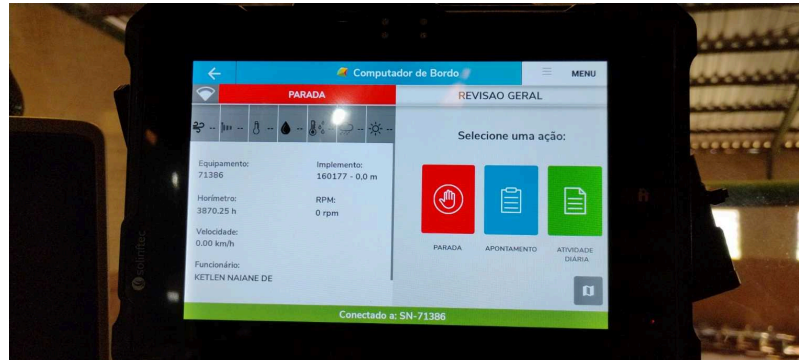 Computador de Bordo
MENU
PARADA
REVISAO GERAL
-- -- -- -- -- -- --
Selecione uma ação:
Equipamento:
71386
Implemento:
160177 - 0,0 m
Horímetro:
3870.25 h
RPM:
0 rpm
Velocidade:
0.00 km/h
Funcionário:
KETLEN NAIANE DE
PARADA
APONTAMENTO
ATIVIDADE
DIARIA
Conectado a: SN-71386
solinftec